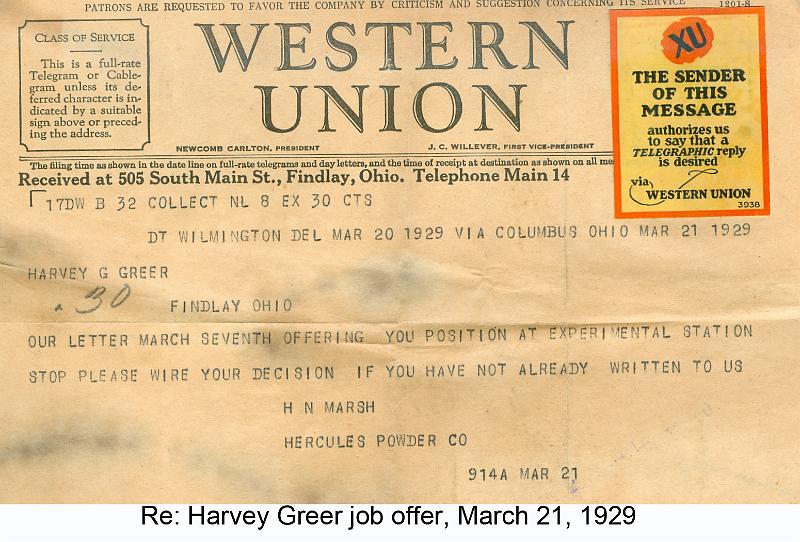 PATRONS ARE REQUESTED TO FAVOR THE COMPANY BY CRITICISM AND SUGGESTION CONCERNING ITS SERVICE
1201-8
CLASS OF SERVICE
This is a full-rate
Telegram or Cable-
gram unless its de-
ferred character is in-
dicated by a suitable
sign above or preced-
ing the address.
WESTERN
UNION
NEWCOMB CARLTON, PRESIDENT
J. C. WILLEVER, FIRST VICE-PRESIDENT
XU
THE SENDER
OF THIS
MESSAGE
authorizes us
to say that a
TELEGRAPHIC reply
is desired
via
WESTERN UNION
3938
The filing time as shown in the date line on full-rate telegrams and day letters, and the time of receipt at destination as shown on all
Received at 505 South Main St., Findlay, Ohio. Telephone Main 14
17DW B 32 COLLECT NL 8 EX 30 CTS
DT WILMINGTON DEL MAR 20 1929 VIA COLUMBUS OHIO MAR 21 1929
HARVEY G GREER
.30
FINDLAY OHIO
OUR LETTER MARCH SEVENTH OFFERING YOU POSITION AT EXPERIMENTAL STATION
STOP PLEASE WIRE YOUR DECISION IF YOU HAVE NOT ALREADY WRITTEN TO US
H N MARSH
HERCULES POWDER CO
914A MAR 21
Re: Harvey Greer job offer, March 21, 1929